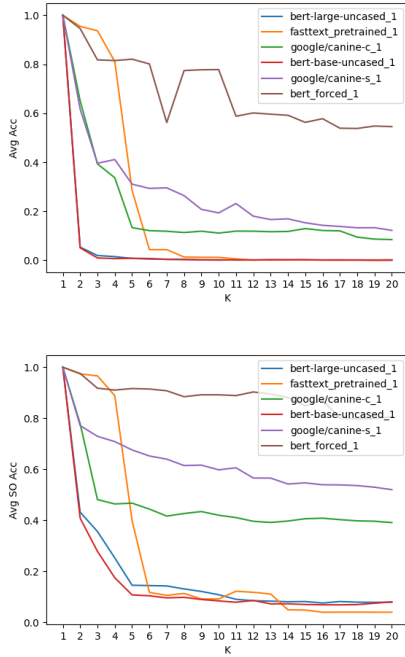 1.0
0.8
0.6
0.4
0.2
0.0
Avg Acc
bert-large-uncased_1
fasttext_pretrained_1
google/canine-c_1
bert-base-uncased_1
google/canine-s_1
bert_forced_1
1 2 3 4 5 6 7 8 9 10 11 12 13 14 15 16 17 18 19 20
K
1.0
0.8
0.6
0.4
0.2
0.0
Avg SO Acc
bert-large-uncased_1
fasttext_pretrained_1
google/canine-c_1
bert-base-uncased_1
google/canine-s_1
bert_forced_1
1 2 3 4 5 6 7 8 9 10 11 12 13 14 15 16 17 18 19 20
K